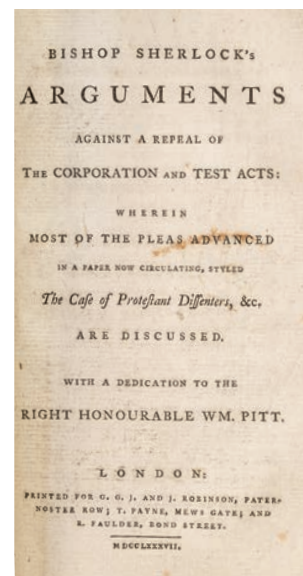 BISHOP SHERLOCK's
ARGUMENTS
AGAINST A REPEAL OF
THE CORPORATION AND TEST ACTS:
WHEREIN
MOST OF THE PLEAS ADVANCED
IN A PAPER NOW CIRCULATING, STYLED
The Caſe of Proteſtant Diſſenters, &c.
ARE DISCUSSED.
WITH A DEDICATION TO THE
RIGHT HONOURABLE WM. PITT.
LONDON:
PRINTED FOR G. G. J. AND J. ROBINSON, PATER-
NOSTER ROW; T. PAYNE, MEWS GATE; AND
R. FAULDER, BOND STREET.
MDCCLXXXVII.